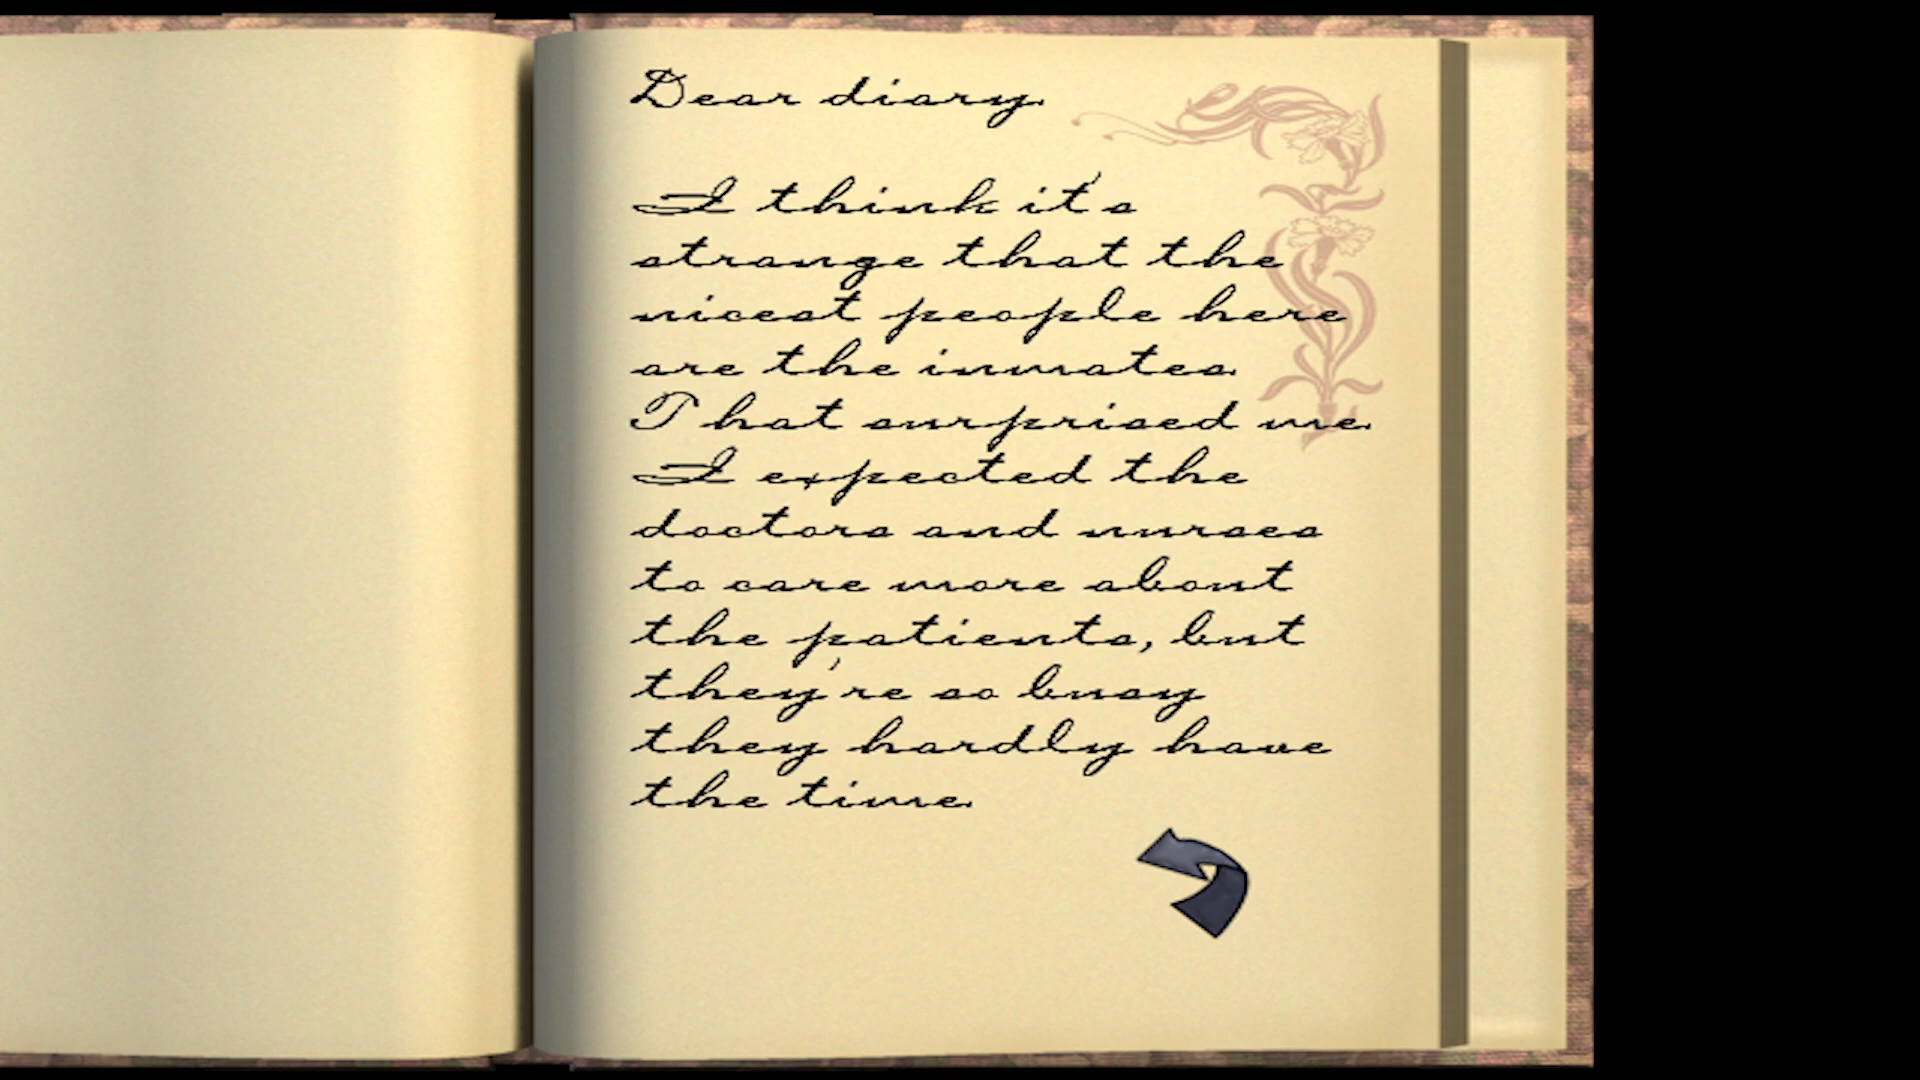 Dear diary.
I think it's
strange that the
nicest people here
are the inmates.
That surprised me.
I expected the
doctors and nurses
to care more about
the patients, but
they're so busy
they hardly have
the time.